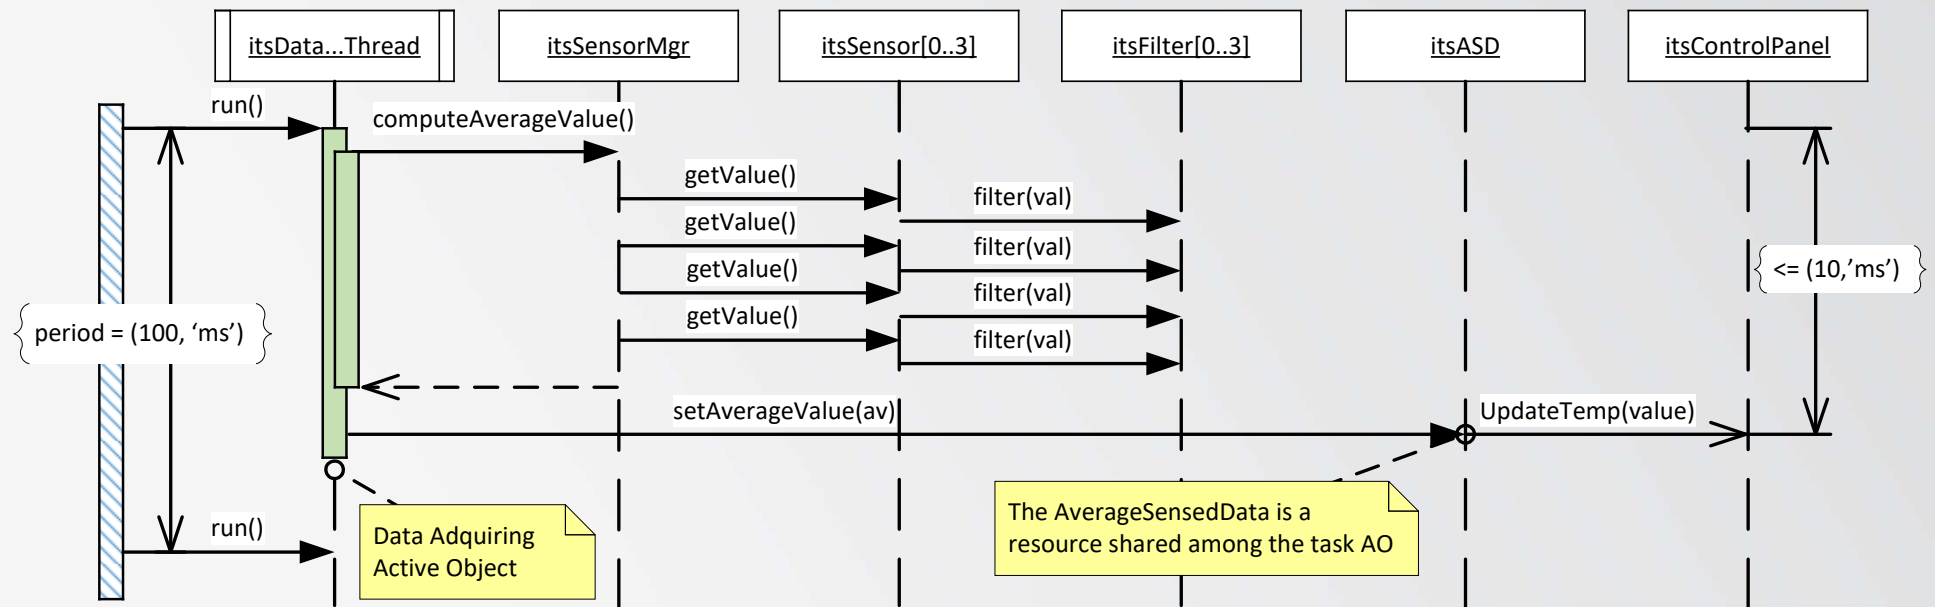 itsData...Thread
itsSensorMgr
itsSensor[0..3]
itsFilter[0..3]
itsASD
itsControlPanel
run()
computeAverageValue()
getValue()
filter(val)
getValue()
filter(val)
getValue()
filter(val)
getValue()
filter(val)
<= (10,’ms’)
period = (100, ‘ms’)
setAverageValue(av)
UpdateTemp(value)
run()
Data Adquiring
Active Object
The AverageSensedData is a
resource shared among the task AO